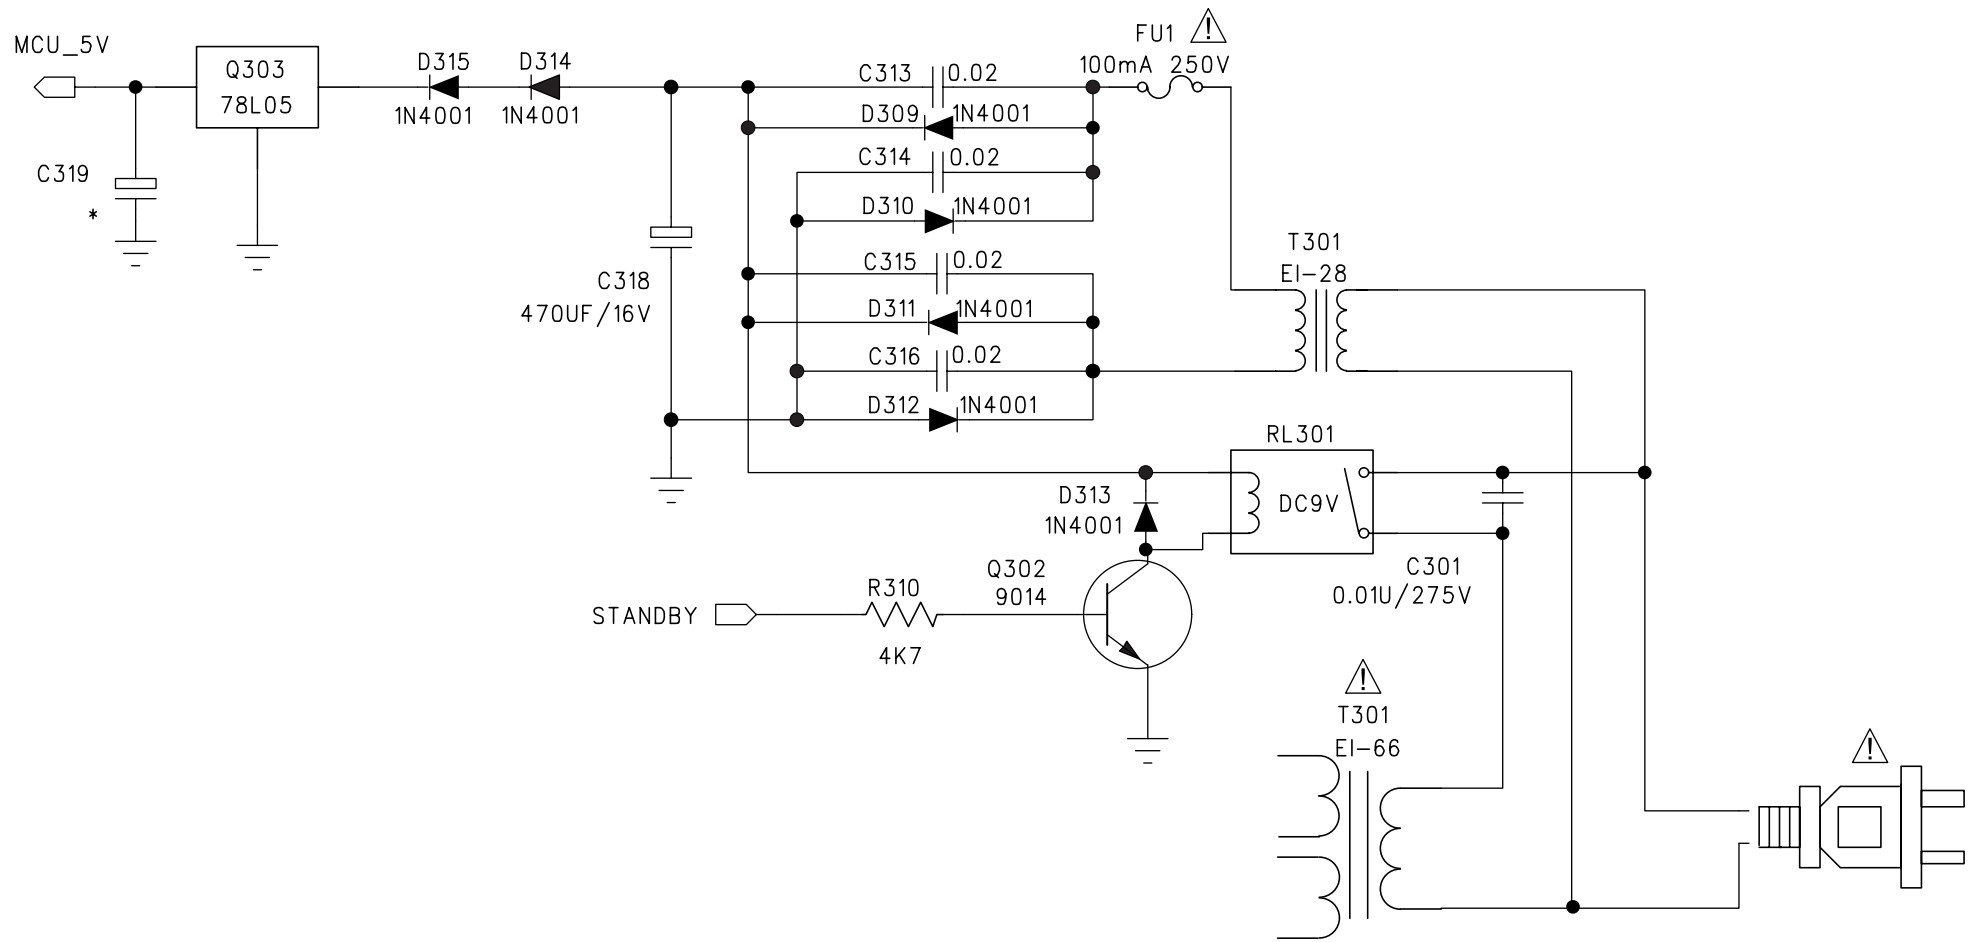 MCU_5V
Q303
78L05
D315
1N4001
D314
1N4001
C319
*
C318
470UF/16V
C313
0.02
D309
1N4001
C314
0.02
D310
1N4001
C315
0.02
D311
1N4001
C316
0.02
D312
1N4001
FU1
!
100mA 250V
T301
EI-28
RL301
DC9V
D313
1N4001
C301
0.01U/275V
Q302
9014
STANDBY
R310
4K7
!
T301
EI-66
!